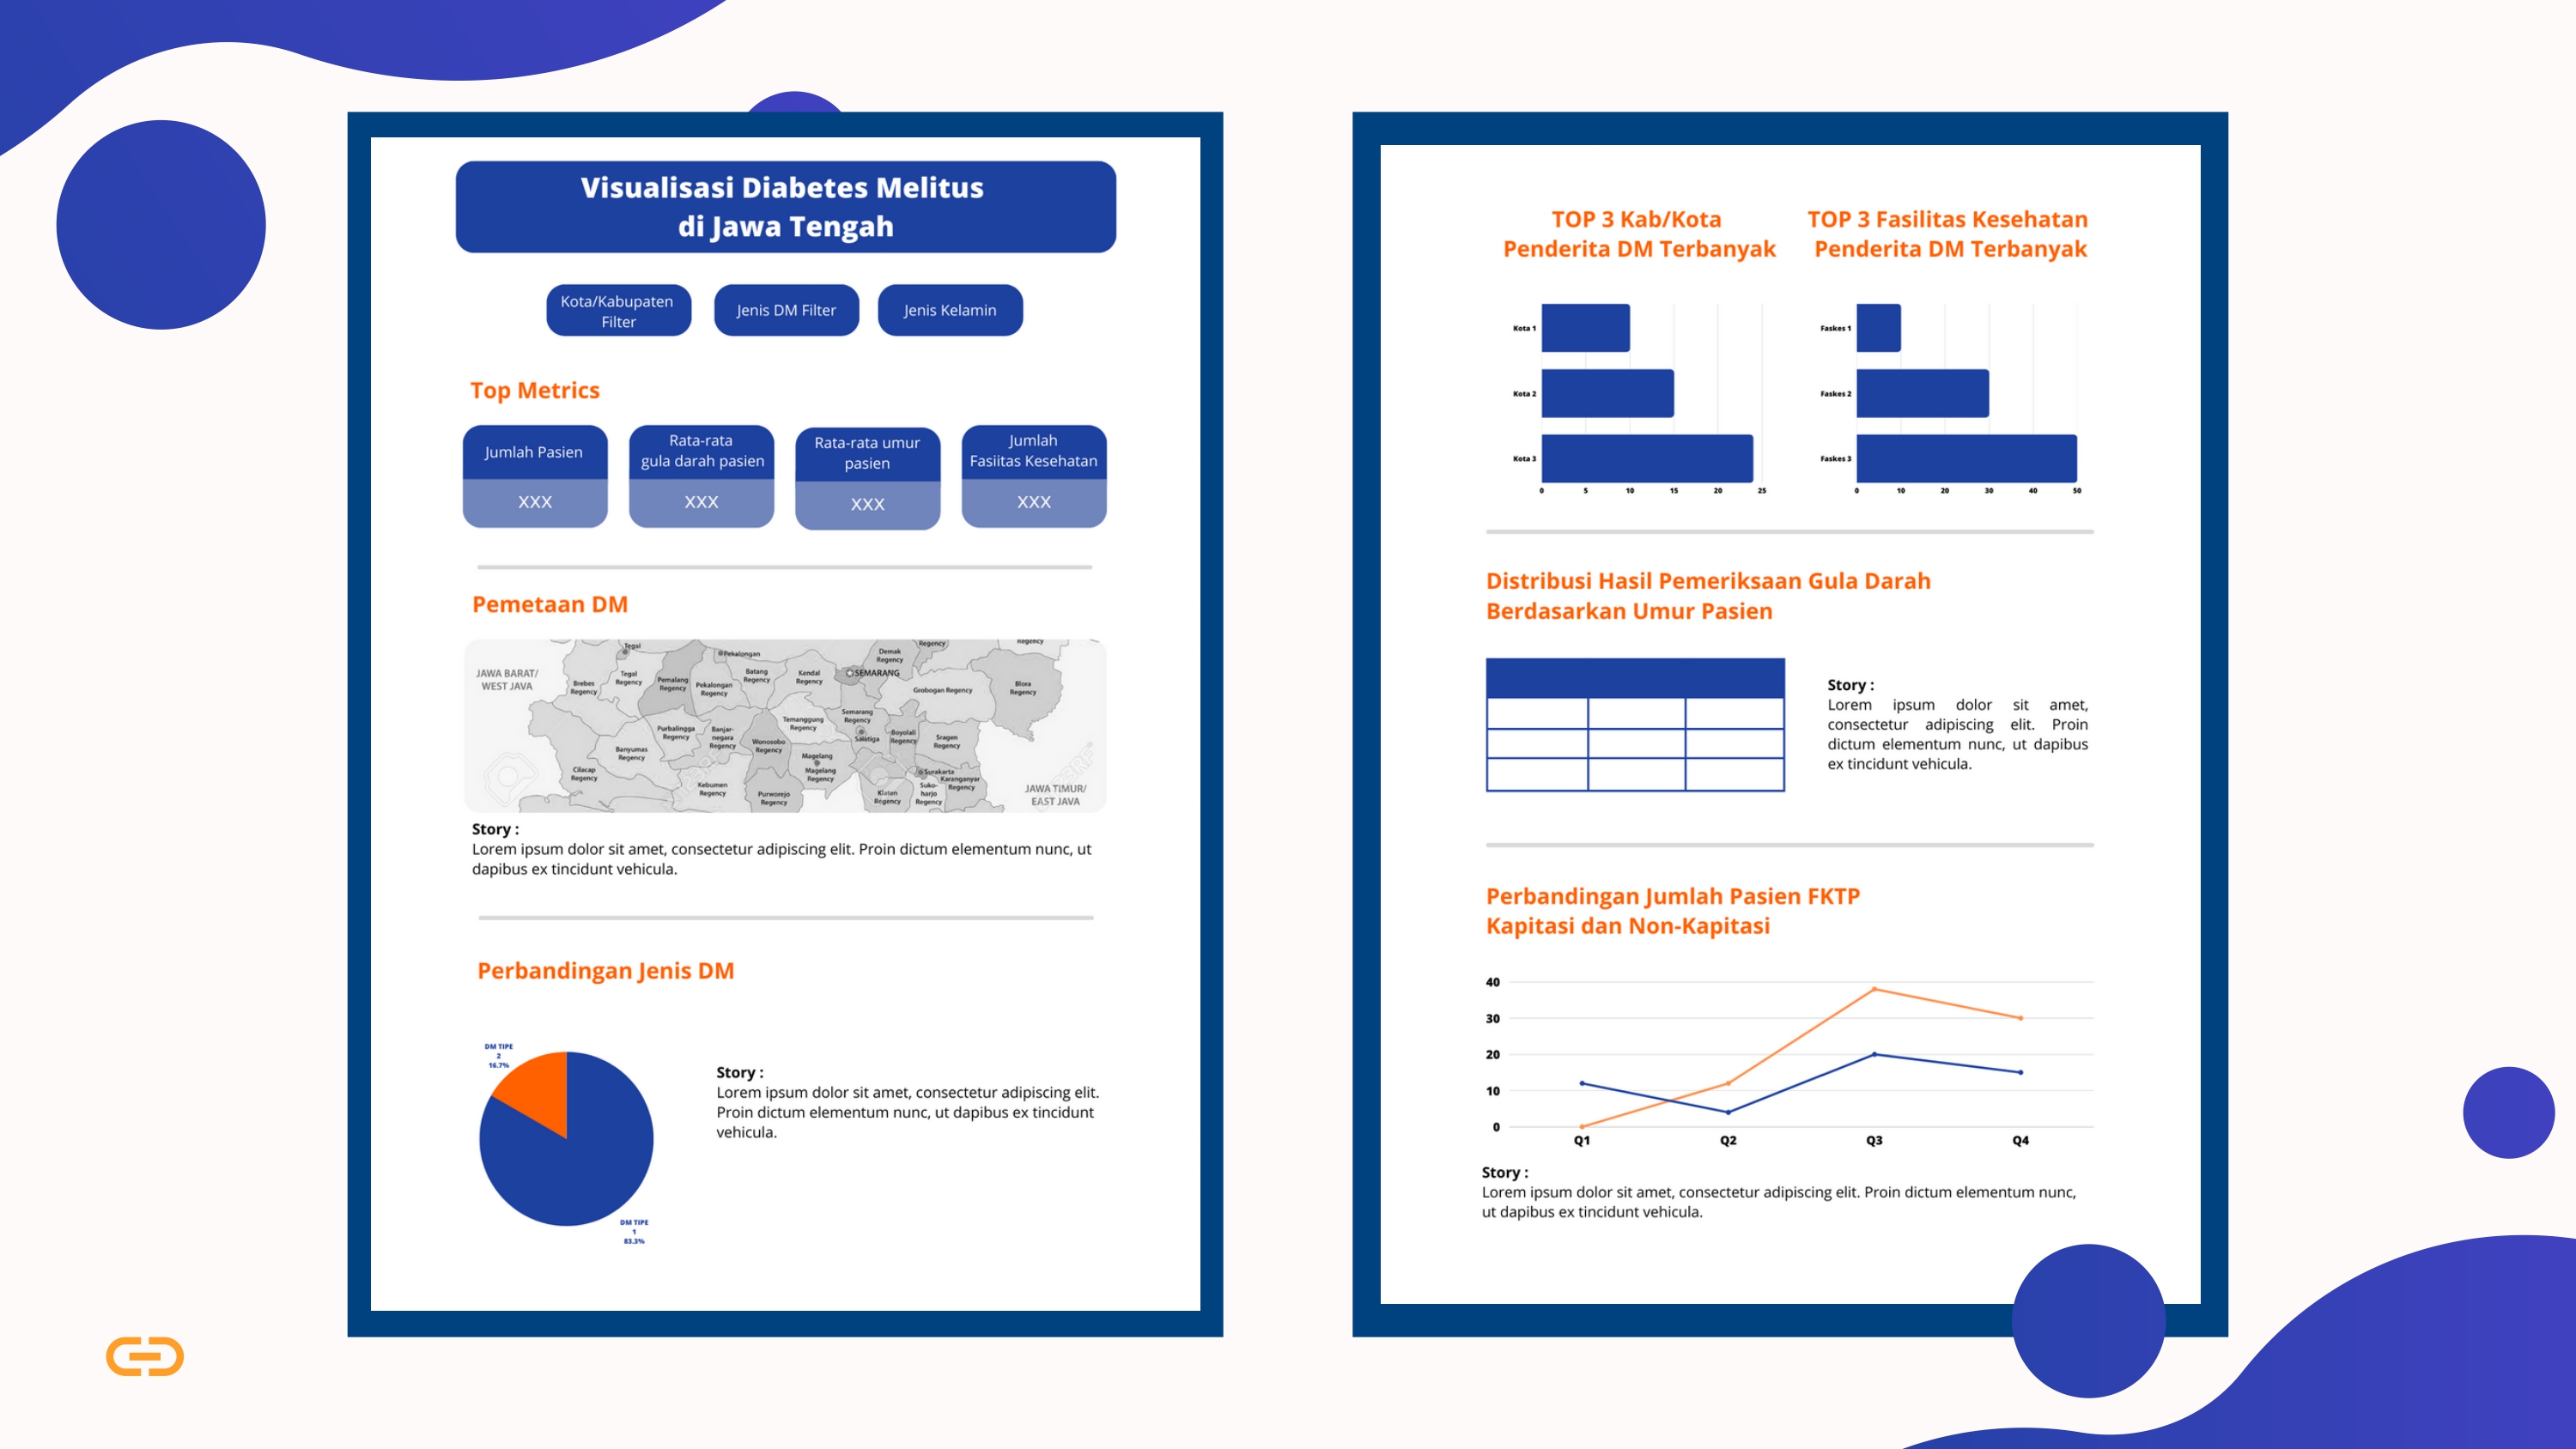 Visualisasi Diabetes Melitus
di Jawa Tengah
Kota/Kabupaten
Filter
Jenis DM Filter
Jenis Kelamin
Top Metrics
Jumlah Pasien
XXX
Rata-rata
gula darah pasien
XXX
Rata-rata umur
pasien
XXX
Jumlah
Fasiitas Kesehatan
XXX
Pemetaan DM
JAWA BARAT/
WEST JAVA
Brebes
Regency
Tegal
Tegal
Regency
Pemalang
Regency
Pekalongan
Pekalongan
Regency
Batang
Regency
Kendal
Regency
SEMARANG
Demak
Regency
Regency
Regency
Grobogan Regency
Blora
Regency
Purbalingga
Regency
Banjar-
negara
Regency
Wonosobo
Regency
Temanggung
Regency
Semarang
Regency
Salatiga
Boyolali
Regency
Sragen
Regency
Banyumas
Regency
Cilacap
Regency
Kebumen
Regency
Purworejo
Regency
Magelang
Magelang
Regency
Klaten
Regency
Surakarta
Suko-
harjo
Regency
Karanganyar
Regency
JAWA TIMUR/
EAST JAVA
Story :
Lorem ipsum dolor sit amet, consectetur adipiscing elit. Proin dictum elementum nunc, ut
dapibus ex tincidunt vehicula.
Perbandingan Jenis DM
DM TIPE
2
16.7%
DM TIPE
1
83.3%
Story :
Lorem ipsum dolor sit amet, consectetur adipiscing elit.
Proin dictum elementum nunc, ut dapibus ex tincidunt
vehicula.
TOP 3 Kab/Kota
Penderita DM Terbanyak
Kota 1
Kota 2
Kota 3
0 5 10 15 20 25
TOP 3 Fasilitas Kesehatan
Penderita DM Terbanyak
Faskes 1
Faskes 2
Faskes 3
0 10 20 30 40 50
Distribusi Hasil Pemeriksaan Gula Darah
Berdasarkan Umur Pasien
Story :
Lorem ipsum dolor sit amet,
consectetur adipiscing elit. Proin
dictum elementum nunc, ut dapibus
ex tincidunt vehicula.
Perbandingan Jumlah Pasien FKTP
Kapitasi dan Non-Kapitasi
40
30
20
10
0
Q1 Q2 Q3 Q4
Story :
Lorem ipsum dolor sit amet, consectetur adipiscing elit. Proin dictum elementum nunc,
ut dapibus ex tincidunt vehicula.